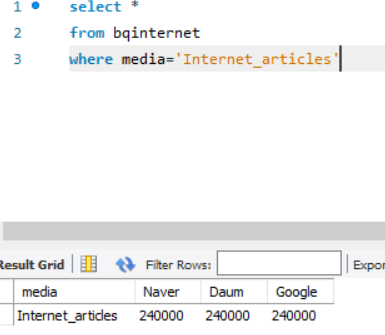 1 select *
2 from bqinternet
3 where media='Internet_articles'
Result Grid Filter Rows: Expor
media Naver Daum Google
Internet_articles 240000 240000 240000